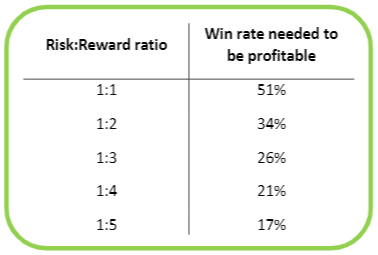 Risk:Reward ratio
Win rate needed to
be profitable
1:1 51%
1:2 34%
1:3 26%
1:4 21%
1:5 17%